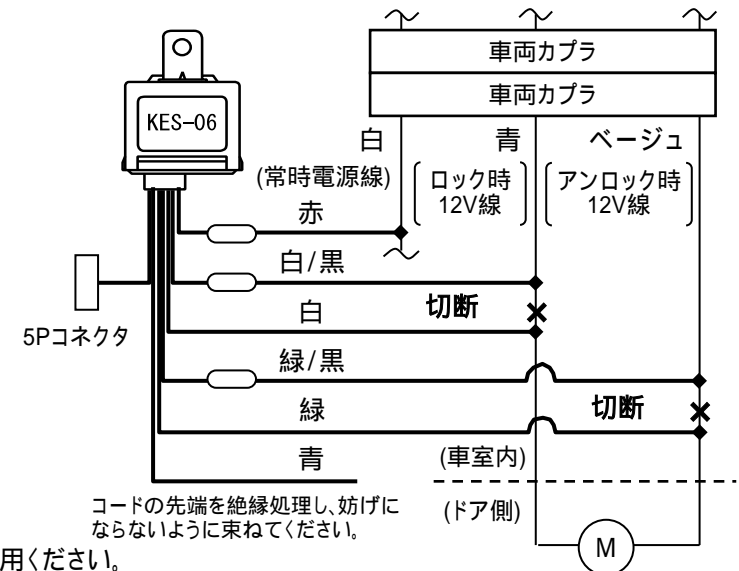 車両カプラ
車両カプラ
KES-06
白
青
ベージュ
(常時電源線)
ロック時
12V線
アンロック時
12V線
赤
白/黒
白
切断
5Pコネクタ
緑/黒
緑
切断
青
(車室内)
コードの先端を絶縁処理し、妨げに
ならないように束ねてください。
(ドア側)
M
用ください。